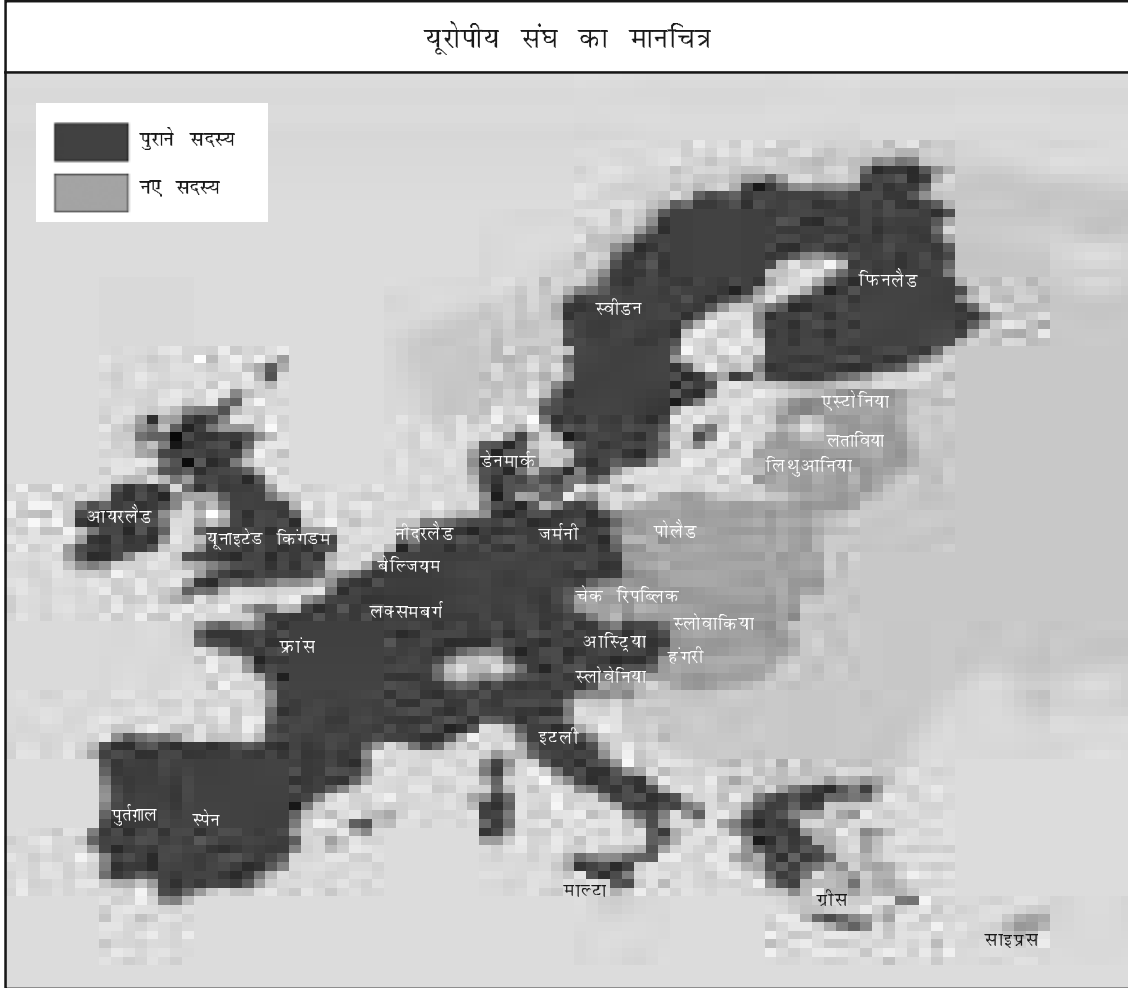 यूरोपीय संघ का मानचित्र
पुराने सदस्य
नए सदस्य
स्वीडन
फिनलैड
एस्टोनिया
लताविया
लिथुआनिया
डेनमार्क
आयरलैड
यूनाइटेड किंगडम
नीदरलैड
जर्मनी
पोलैड
बेल्जियम
चेक रिपब्लिक
लक्समबर्ग
स्लोवाकिया
फ्रांस
आस्ट्रिया
हंगरी
स्लोवेनिया
इटली
पुर्तग़ाल
स्पेन
माल्टा
ग्रीस
साइप्रस